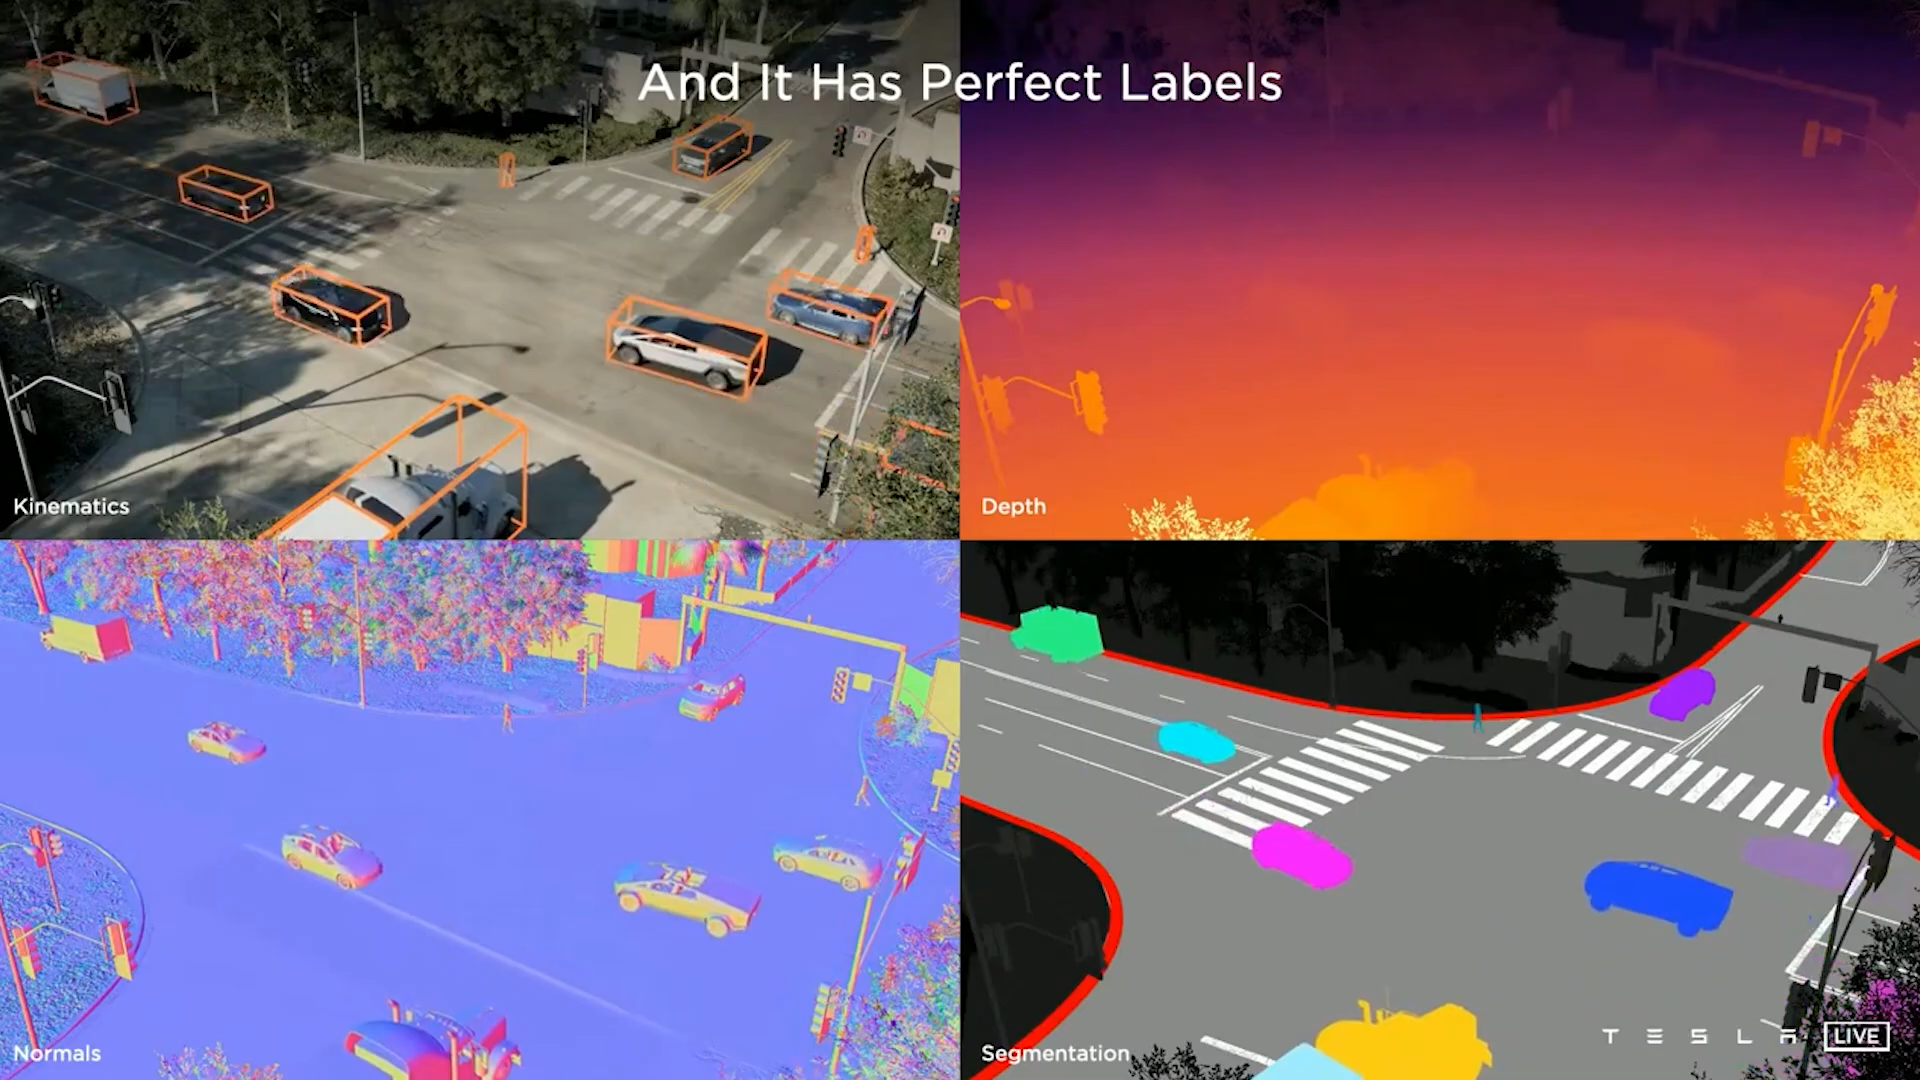 And It Has Perfect Labels
Kinematics
Depth
Normals
Segmentation
TESLA LIVE